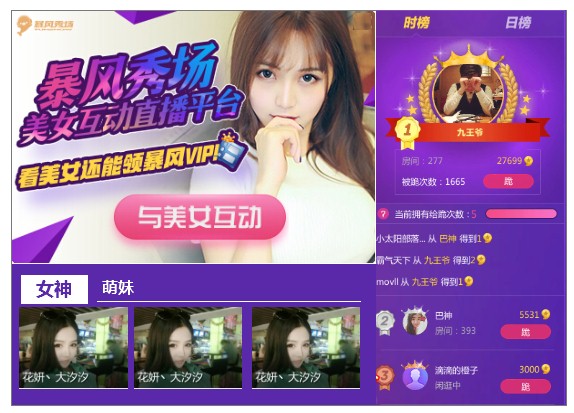 暴风秀场
暴风秀场
美女互动直播平台
看美女还能领暴风VIP!
与美女互动
女神
萌妹
花妍、大汐汐
花妍、大汐汐
花妍、大汐汐
时榜
日榜
1
九王爷
房间：277
27699
被跪次数：1665
跪
? 当前拥有给跪次数：5
小太阳部落... 从 巴神 得到1
霸气天下 从 九王爷 得到2
movll 从 九王爷 得到1
2
巴神
5531
房间：393
跪
3
滴滴的橙子
3000
闲逛中
跪